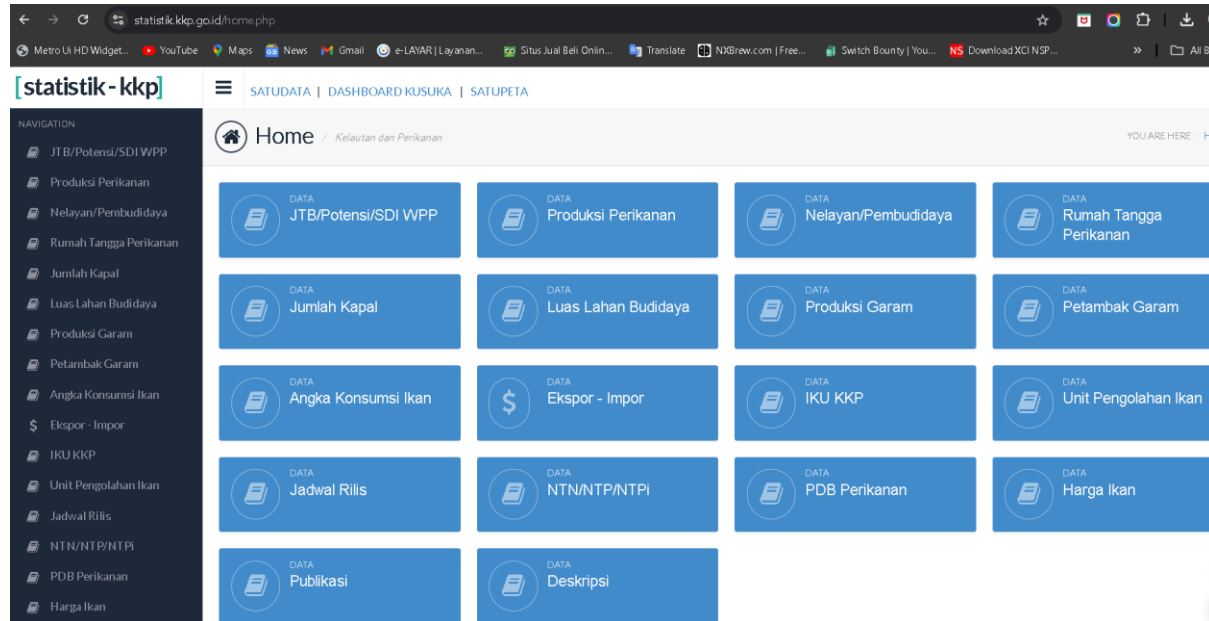 statistik.kkp.go.id/home.php
Metro Ui HD Widget... YouTube Maps News Gmail e-LAYAR | Layanan... Situs Jual Beli Onlin... Translate NXBrew.com | Free... Switch Bounty | You... NS Download XCI NSP... » All B
[statistik-kkp]
SATUDATA | DASHBOARD KUSUKA | SATUPETA
NAVIGATION
JTB/Potensi/SDI WPP
Produksi Perikanan
Nelayan/Pembudidaya
Rumah Tangga Perikanan
Jumlah Kapal
Luas Lahan Budidaya
Produksi Garam
Petambak Garam
Angka Konsumsi Ikan
$ Ekspor - Impor
IKU KKP
Unit Pengolahan Ikan
Jadwal Rilis
NTN/NTP/NTPi
PDB Perikanan
Harga Ikan
Home / Kelautan dan Perikanan
YOU ARE HERE : H
DATA
JTB/Potensi/SDI WPP
DATA
Produksi Perikanan
DATA
Nelayan/Pembudidaya
DATA
Rumah Tangga
Perikanan
DATA
Jumlah Kapal
DATA
Luas Lahan Budidaya
DATA
Produksi Garam
DATA
Petambak Garam
DATA
Angka Konsumsi Ikan
$
DATA
Ekspor - Impor
DATA
IKU KKP
DATA
Unit Pengolahan Ikan
DATA
Jadwal Rilis
DATA
NTN/NTP/NTPi
DATA
PDB Perikanan
DATA
Harga Ikan
DATA
Publikasi
DATA
Deskripsi